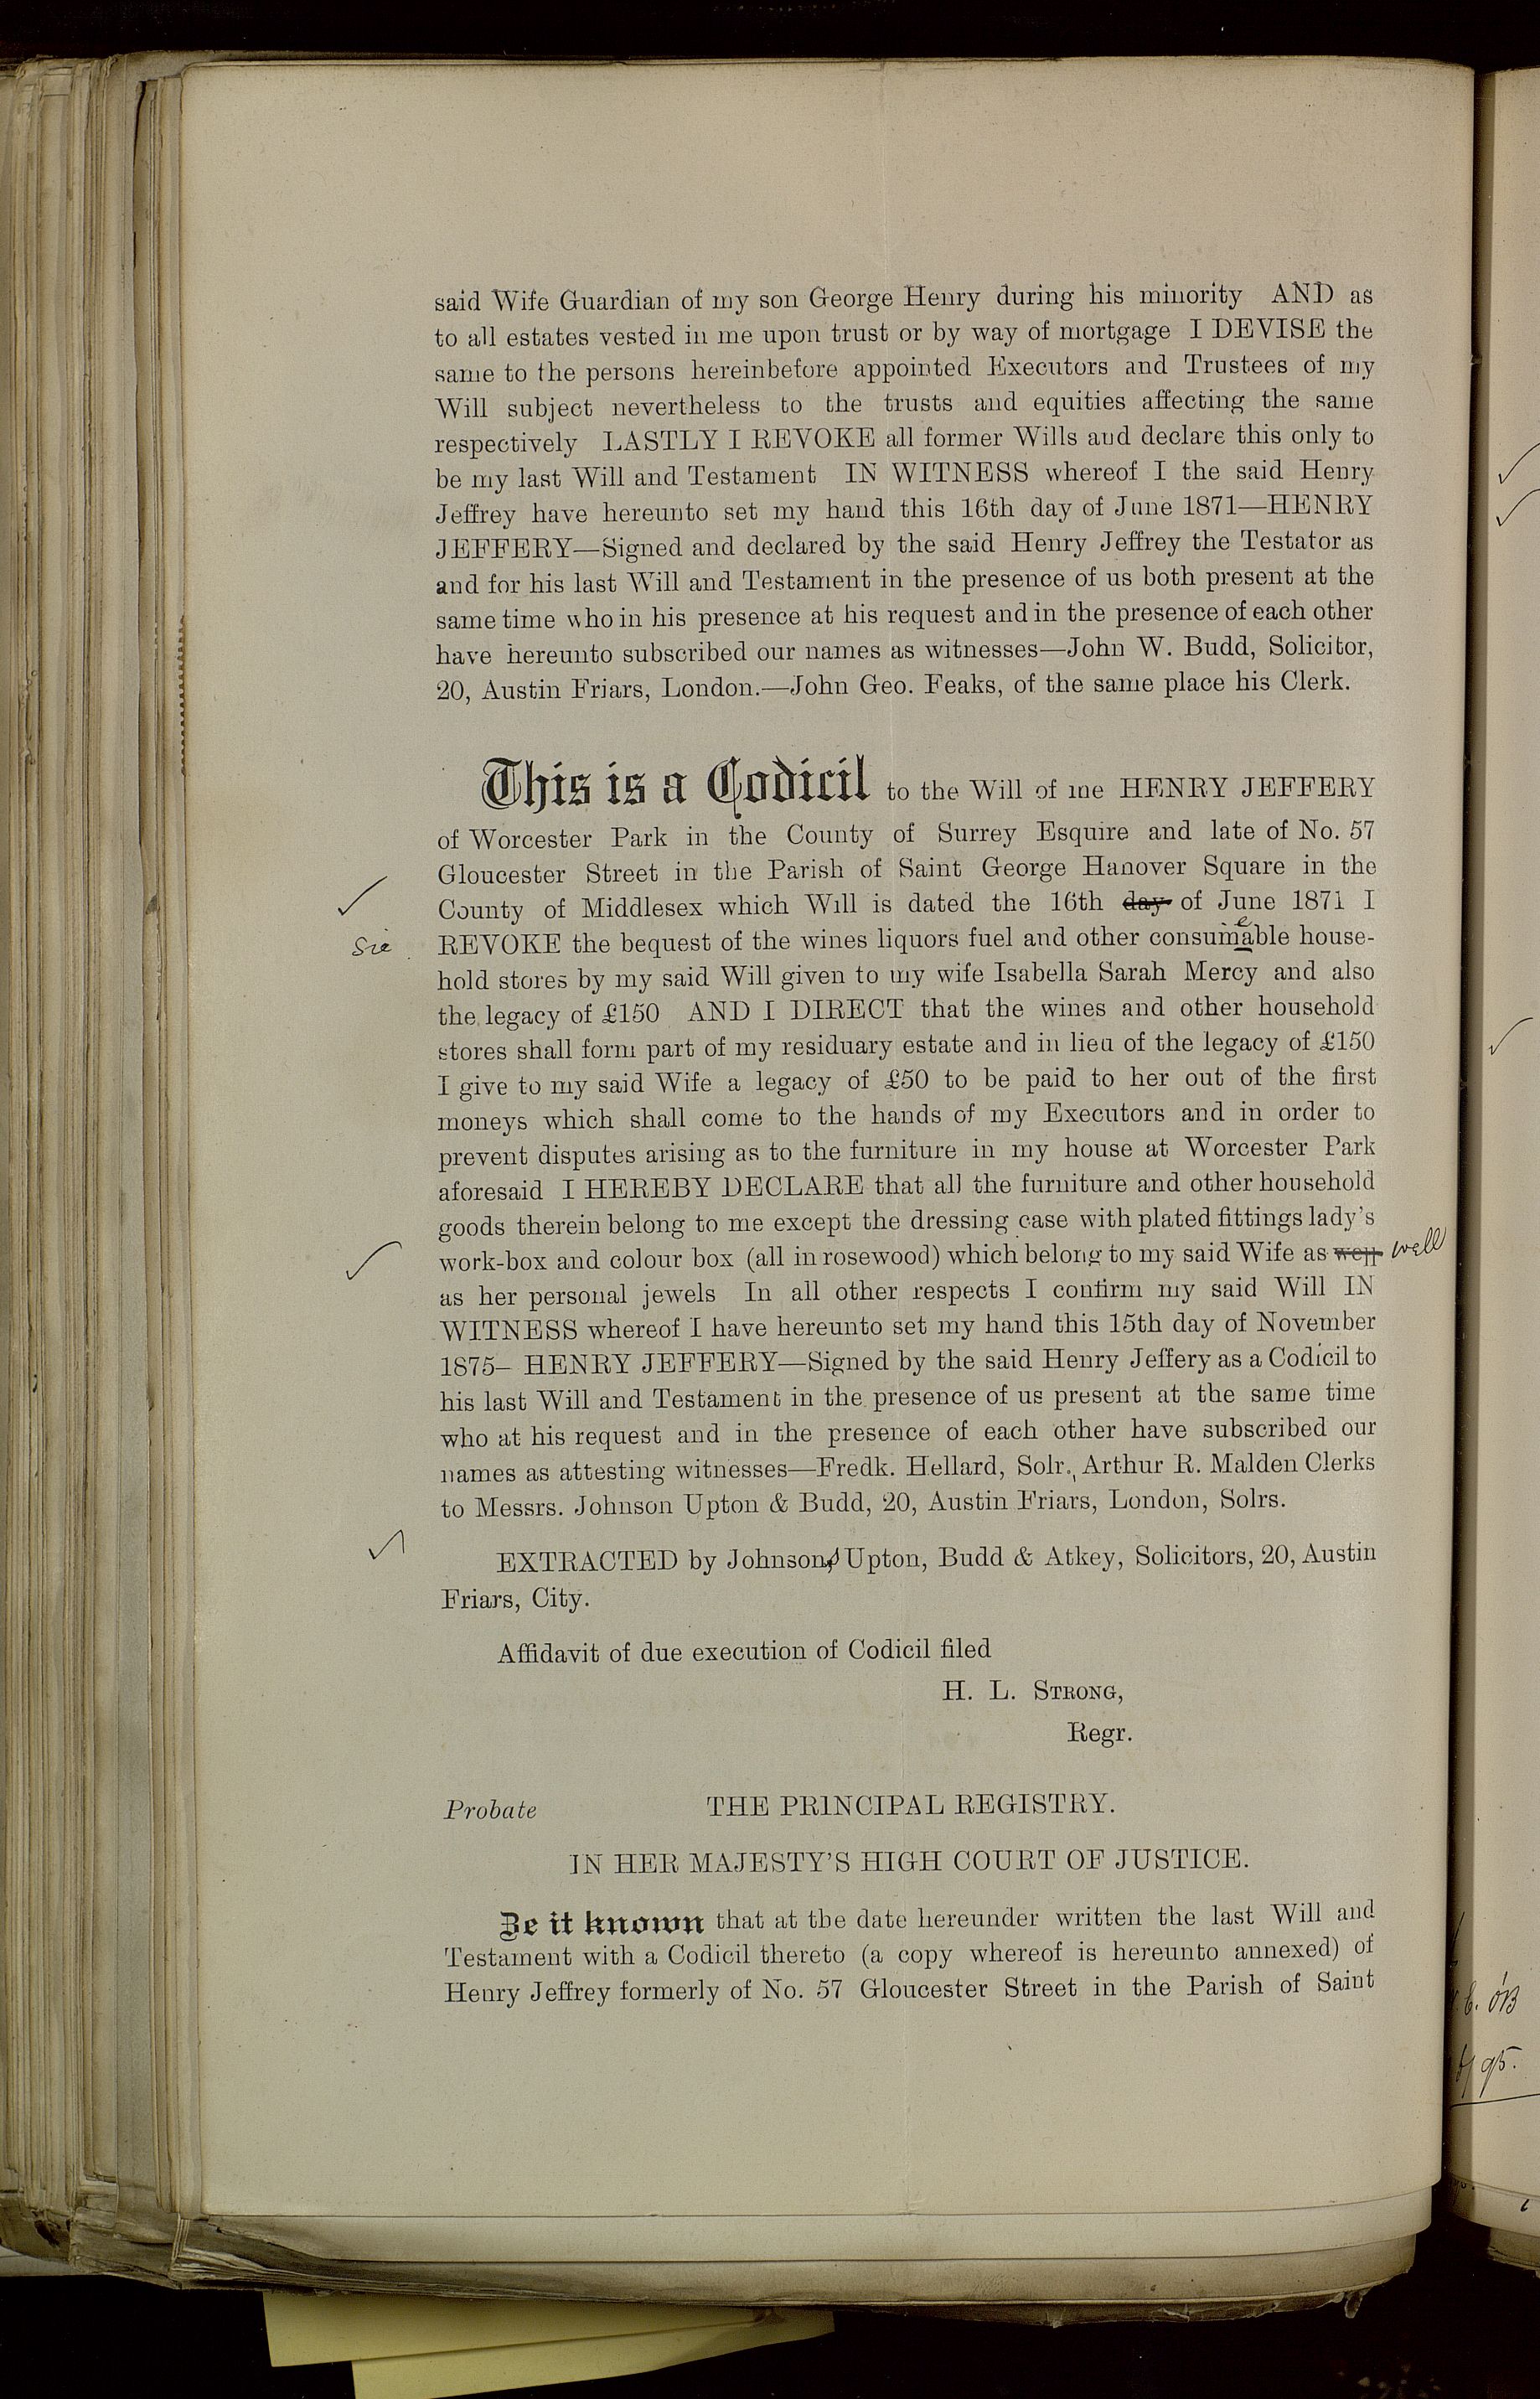 said Wife Guardian of my son George Henry during his minority AND as
to all estates vested in me upon trust or by way of mortgage I DEVISE the
same to the persons hereinbefore appointed Executors and Trustees of my
Will subject nevertheless to the trusts and equities affecting the same
respectively LASTLY I REVOKE all former Wills and declare this only to
be my last Will and Testament IN WITNESS whereof I the said Henry
Jeffrey have hereunto set my hand this 16th day of June 1871—HENRY
JEFFERY—Signed and declared by the said Henry Jeffrey the Testator as
and for his last Will and Testament in the presence of us both present at the
same time who in his presence at his request and in the presence of each other
have hereunto subscribed our names as witnesses—John W. Budd, Solicitor,
20, Austin Friars, London.—John Geo. Feaks, of the same place his Clerk.
This is a Codicil to the Will of me HENRY JEFFERY
of Worcester Park in the County of Surrey Esquire and late of No. 57
Gloucester Street in the Parish of Saint George Hanover Square in the
County of Middlesex which Will is dated the 16th day of June 1871 I
sic REVOKE the bequest of the wines liquors fuel and other consumable house-
hold stores by my said Will given to my wife Isabella Sarah Mercy and also
the legacy of £150 AND I DIRECT that the wines and other household
stores shall form part of my residuary estate and in lieu of the legacy of £150
I give to my said Wife a legacy of £50 to be paid to her out of the first
moneys which shall come to the hands of my Executors and in order to
prevent disputes arising as to the furniture in my house at Worcester Park
aforesaid I HEREBY DECLARE that all the furniture and other household
goods therein belong to me except the dressing case with plated fittings lady's
work-box and colour box (all in rosewood) which belong to my said Wife as well well
as her personal jewels In all other respects I confirm my said Will IN
WITNESS whereof I have hereunto set my hand this 15th day of November
1875– HENRY JEFFERY—Signed by the said Henry Jeffery as a Codicil to
his last Will and Testament in the presence of us present at the same time
who at his request and in the presence of each other have subscribed our
names as attesting witnesses—Fredk. Hellard, Solr., Arthur R. Malden Clerks
to Messrs. Johnson Upton & Budd, 20, Austin Friars, London, Solrs.
EXTRACTED by Johnson, Upton, Budd & Atkey, Solicitors, 20, Austin
Friars, City.
Affidavit of due execution of Codicil filed
H. L. STRONG,
Regr.
Probate THE PRINCIPAL REGISTRY.
IN HER MAJESTY'S HIGH COURT OF JUSTICE.
Be it known that at the date hereunder written the last Will and
Testament with a Codicil thereto (a copy whereof is hereunto annexed) of
Henry Jeffrey formerly of No. 57 Gloucester Street in the Parish of Saint